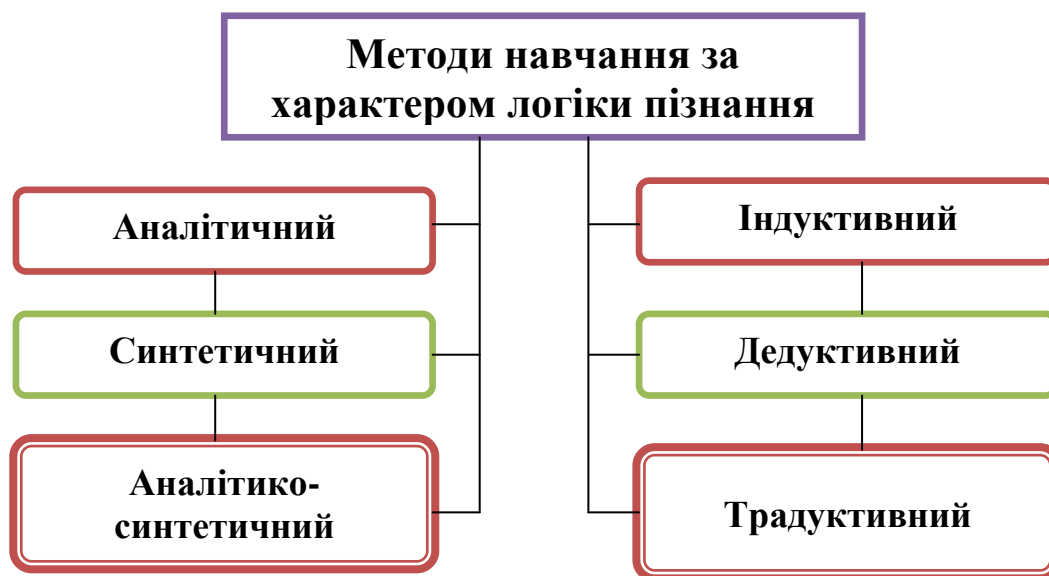 Методи навчання за
характером логіки пізнання
Аналітичний
Синтетичний
Аналітико-
синтетичний
Індуктивний
Дедуктивний
Традуктивний